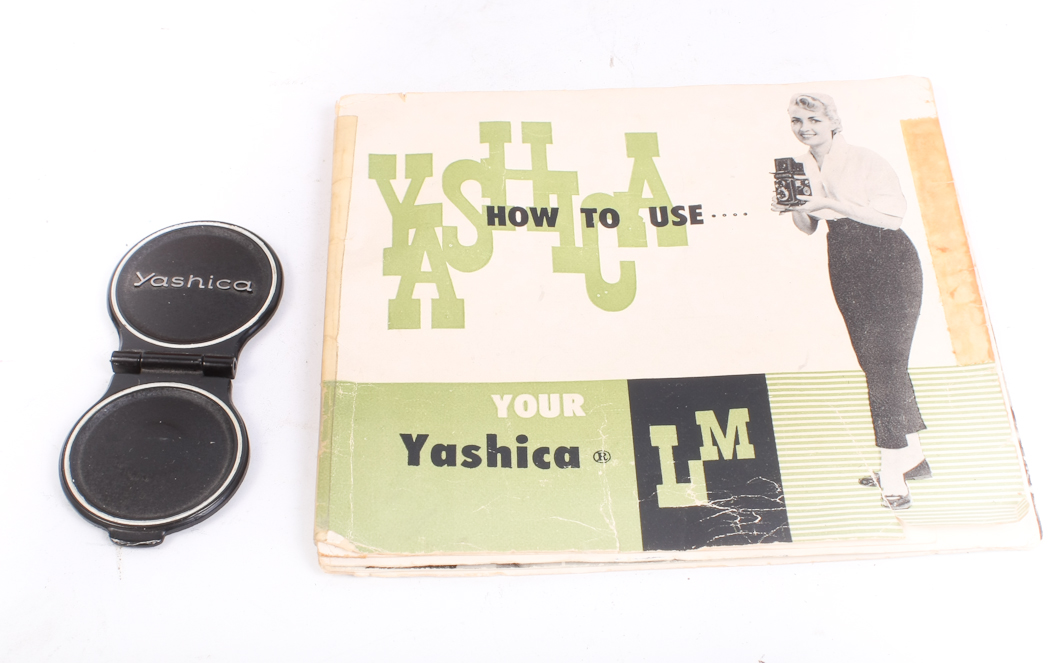 Yashica
YASHICA
HOW TO USE....
YOUR
Yashica ®
LM